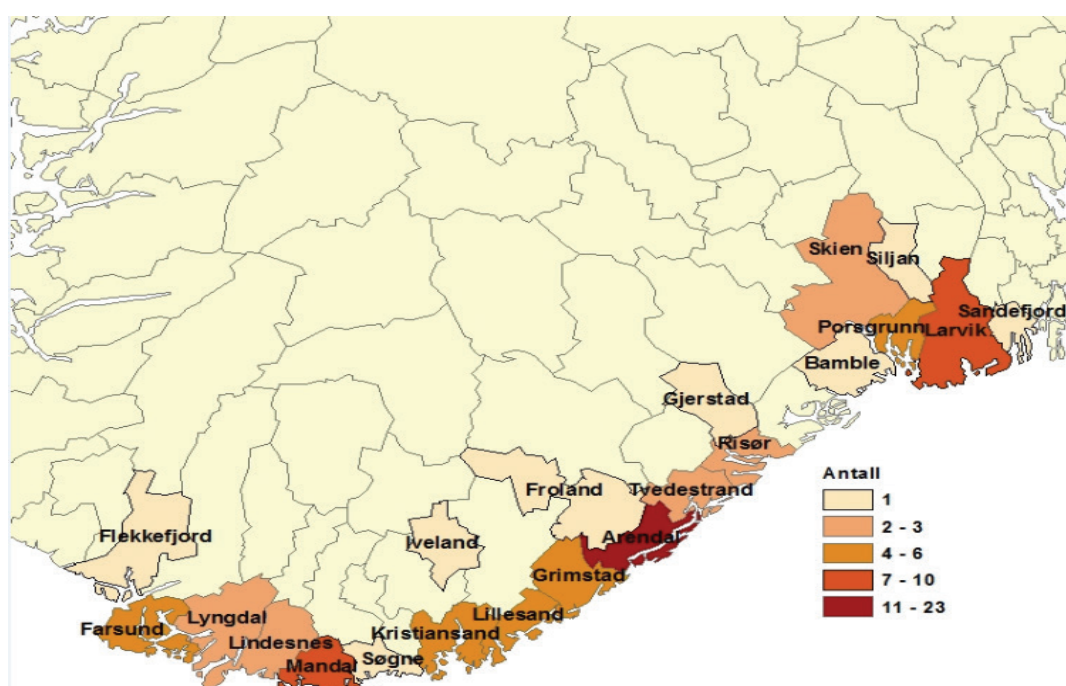 Skien
Siljan
Sandefjord
Porsgrunn
Larvik
Bamble
Gjerstad
Risør
Antall
1
2 - 3
4 - 6
7 - 10
11 - 23
Froland
Tvedestrand
Flekkefjord
Iveland
Arendal
Grimstad
Lyngdal
Lillesand
Farsund
Lindesnes
Kristiansand
Mandal
Søgne